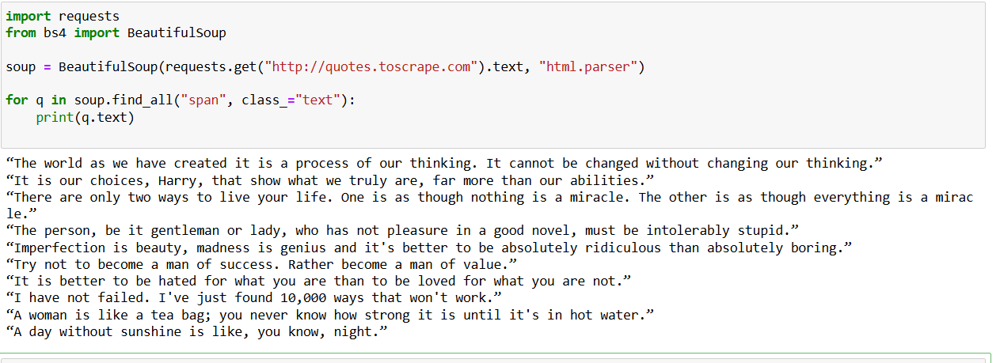 import requests
from bs4 import BeautifulSoup
soup = BeautifulSoup(requests.get("http://quotes.toscrape.com").text, "html.parser")
for q in soup.find_all("span", class_="text"):
    print(q.text)
“The world as we have created it is a process of our thinking. It cannot be changed without changing our thinking.”
“It is our choices, Harry, that show what we truly are, far more than our abilities.”
“There are only two ways to live your life. One is as though nothing is a miracle. The other is as though everything is a mirac
le.”
“The person, be it gentleman or lady, who has not pleasure in a good novel, must be intolerably stupid.”
“Imperfection is beauty, madness is genius and it's better to be absolutely ridiculous than absolutely boring.”
“Try not to become a man of success. Rather become a man of value.”
“It is better to be hated for what you are than to be loved for what you are not.”
“I have not failed. I've just found 10,000 ways that won't work.”
“A woman is like a tea bag; you never know how strong it is until it's in hot water.”
“A day without sunshine is like, you know, night.”